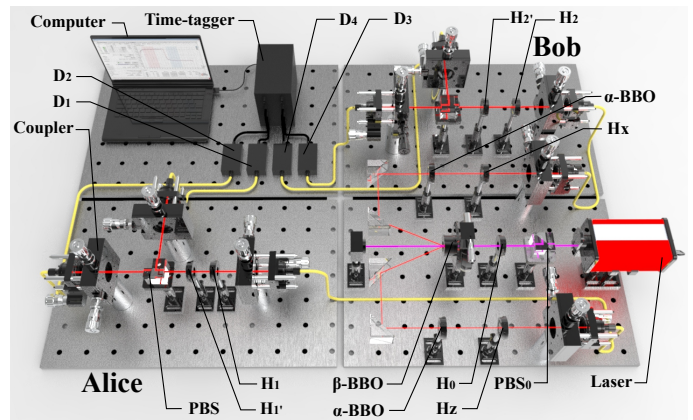 Computer
Time-tagger
D4
D3
H2'
H2
Bob
D2
D1
α-BBO
Coupler
Hx
Alice
PBS
H1
H1'
β-BBO
α-BBO
H0
Hz
PBS0
Laser